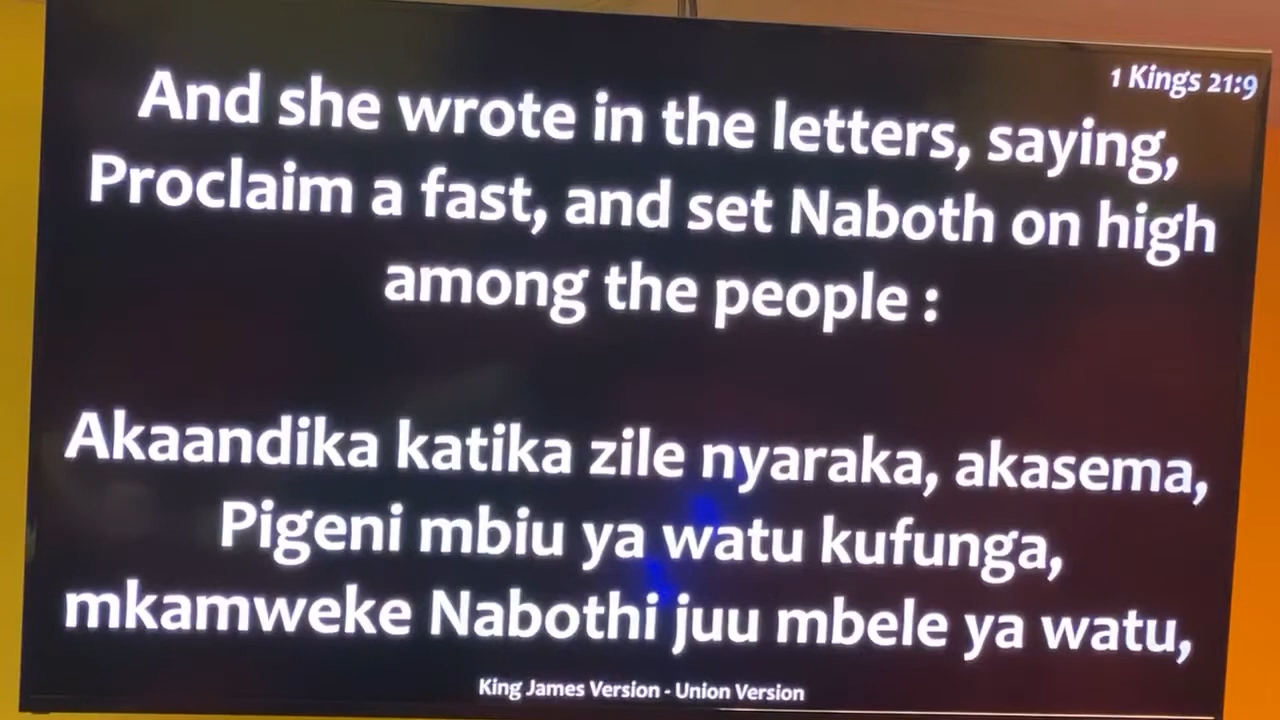 1 Kings 21:9
And she wrote in the letters, saying,
Proclaim a fast, and set Naboth on high
among the people :
Akaandika katika zile nyaraka, akasema,
Pigeni mbiu ya watu kufunga,
mkamweke Nabothi juu mbele ya watu,
King James Version - Union Version